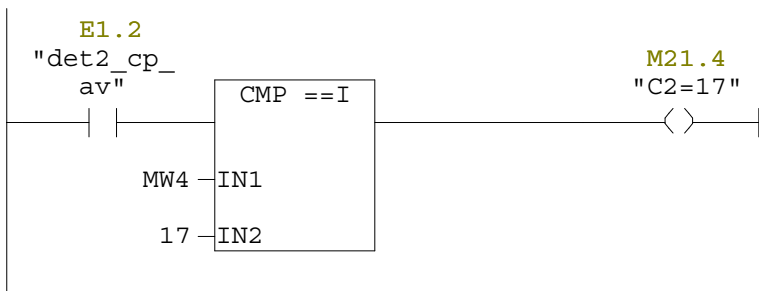 E1.2
"det2_cp_
av"
M21.4
"C2=17"
CMP ==I
MW4
IN1
17
IN2